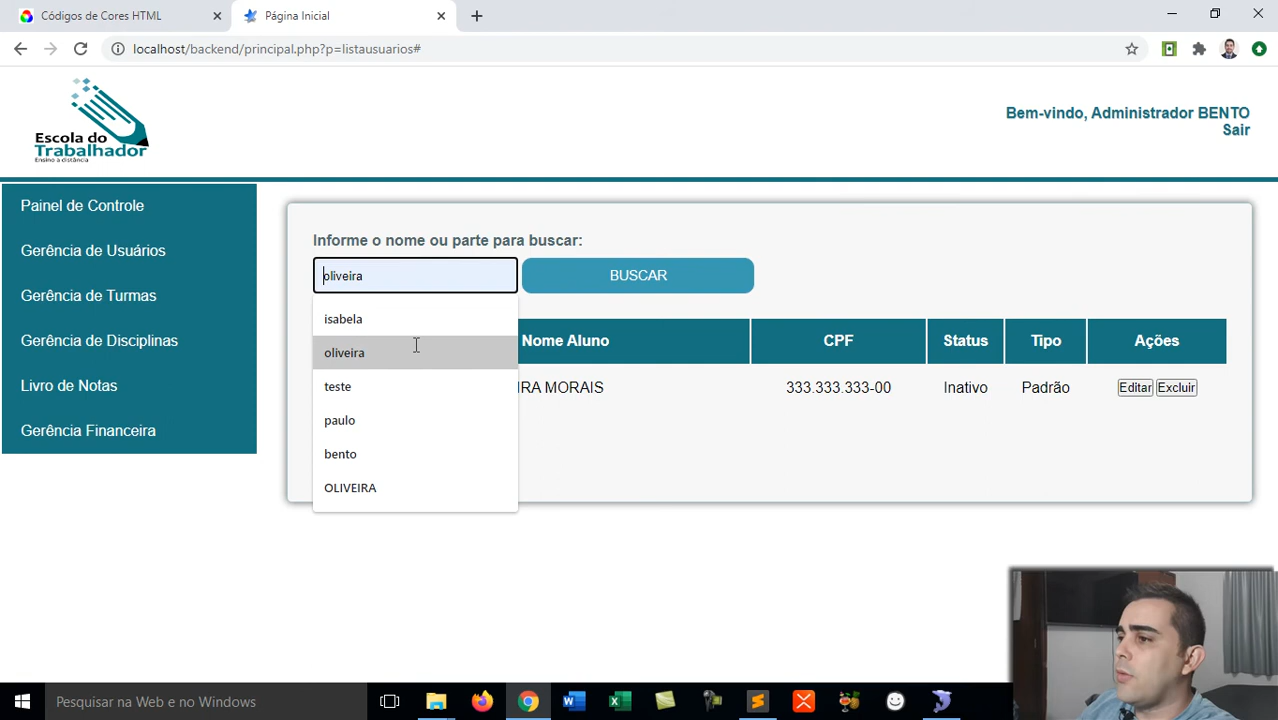 Códigos de Cores HTML
Página Inicial
localhost/backend/principal.php?p=listausuarios#
Escola do
Trabalhador
Ensino a distância
Bem-vindo, Administrador BENTO
Sair
Painel de Controle
Gerência de Usuários
Gerência de Turmas
Gerência de Disciplinas
Livro de Notas
Gerência Financeira
Informe o nome ou parte para buscar:
oliveira
BUSCAR
isabela
oliveira
teste
paulo
bento
OLIVEIRA
Nome Aluno CPF Status Tipo Ações
IRA MORAIS 333.333.333-00 Inativo Padrão Editar Excluir
Pesquisar na Web e no Windows